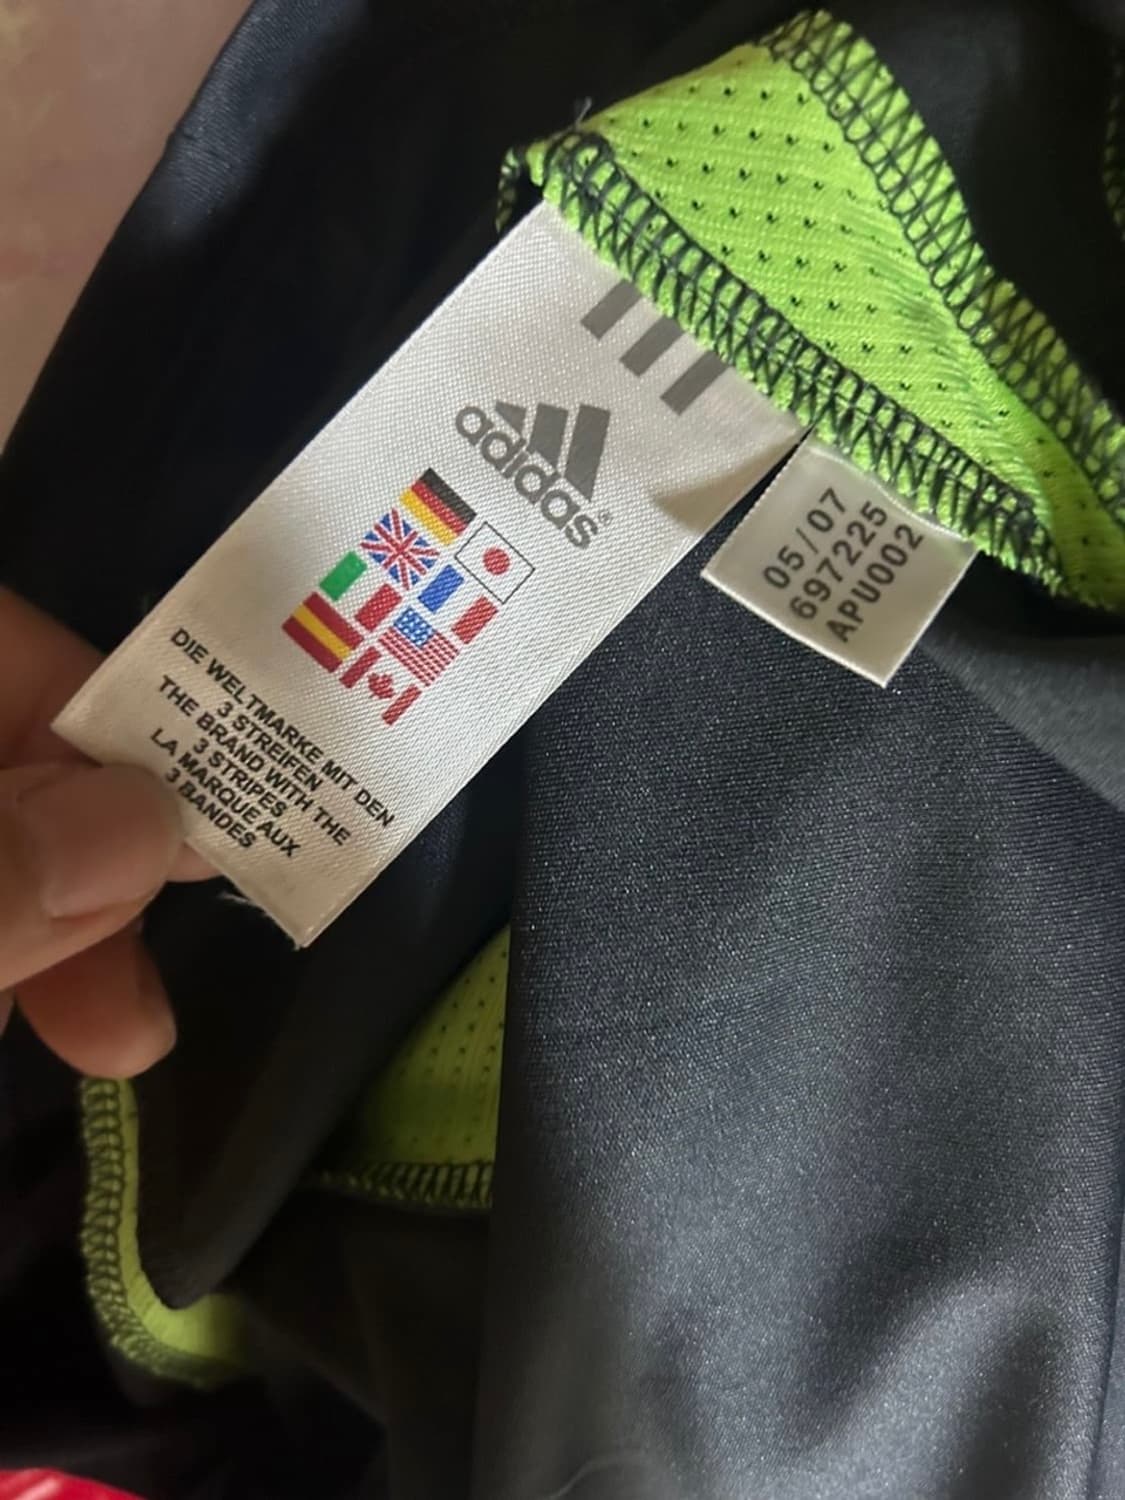 adidas®
DIE WELTMARKE MIT DEN
3 STREIFEN
THE BRAND WITH THE
3 STRIPES
LA MARQUE AUX
3 BANDES
05/07
697225
APU002